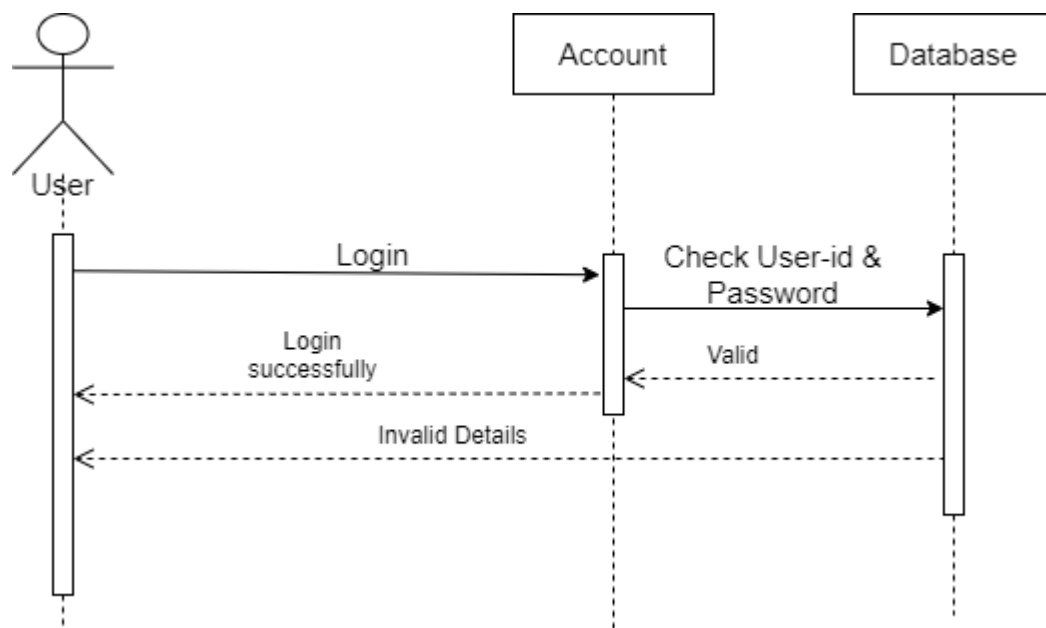 Account
Database
User
Login
Check User-id &
Password
Login
successfully
Valid
Invalid Details